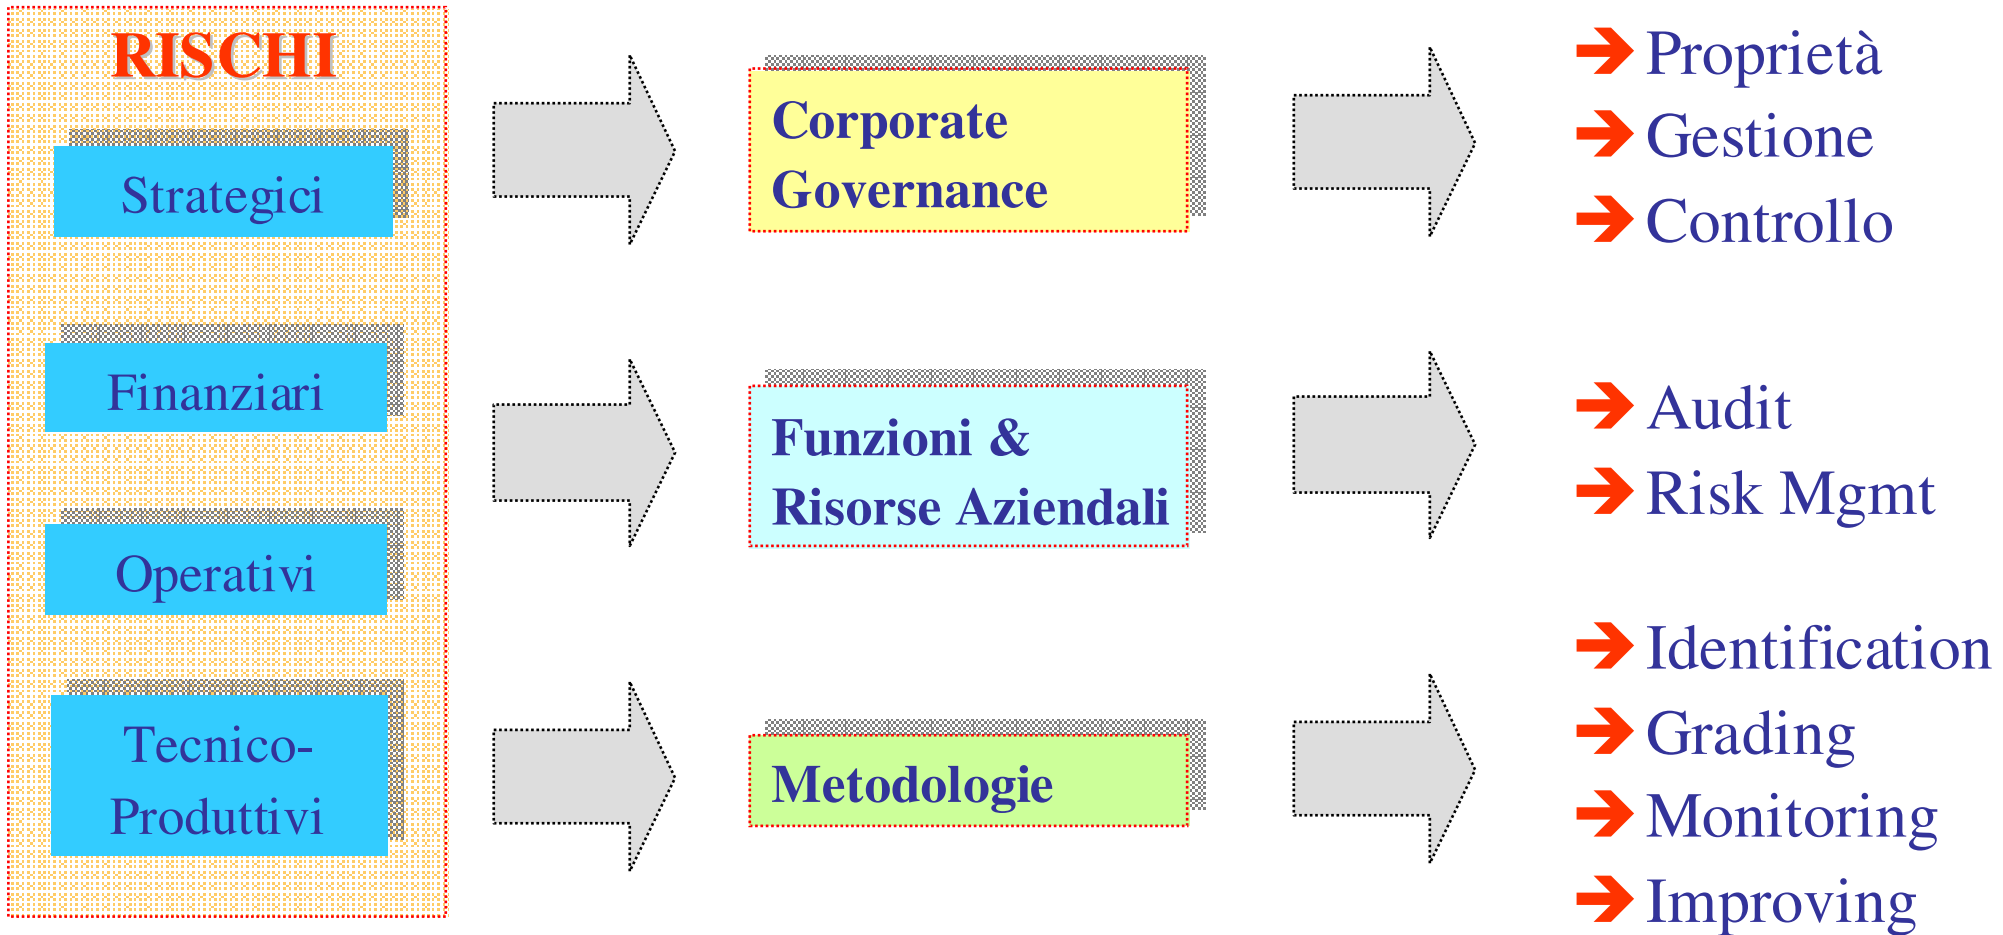 RISCHI
Strategici
Finanziari
Operativi
Tecnico-
Produttivi
Corporate
Governance
Funzioni &
Risorse Aziendali
Metodologie
Proprietà
Gestione
Controllo
Audit
Risk Mgmt
Identification
Grading
Monitoring
Improving